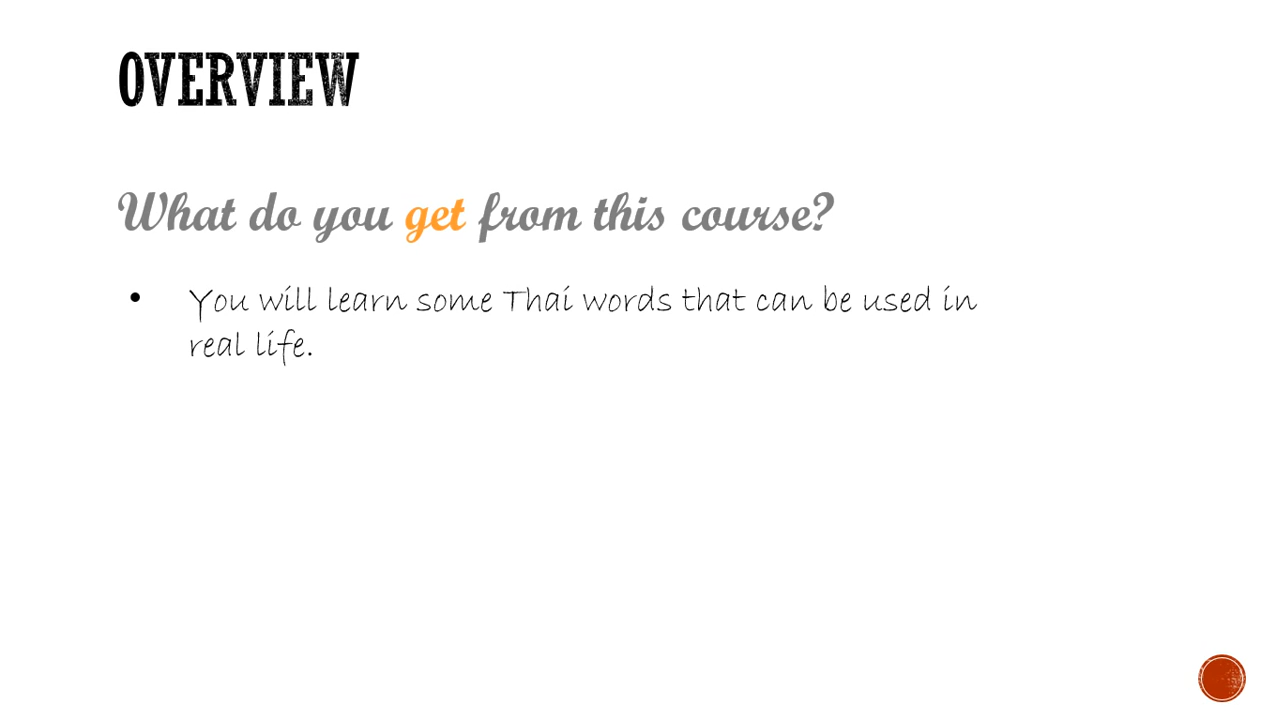 OVERVIEW
What do you get from this course?
• You will learn some Thai words that can be used in
real life.